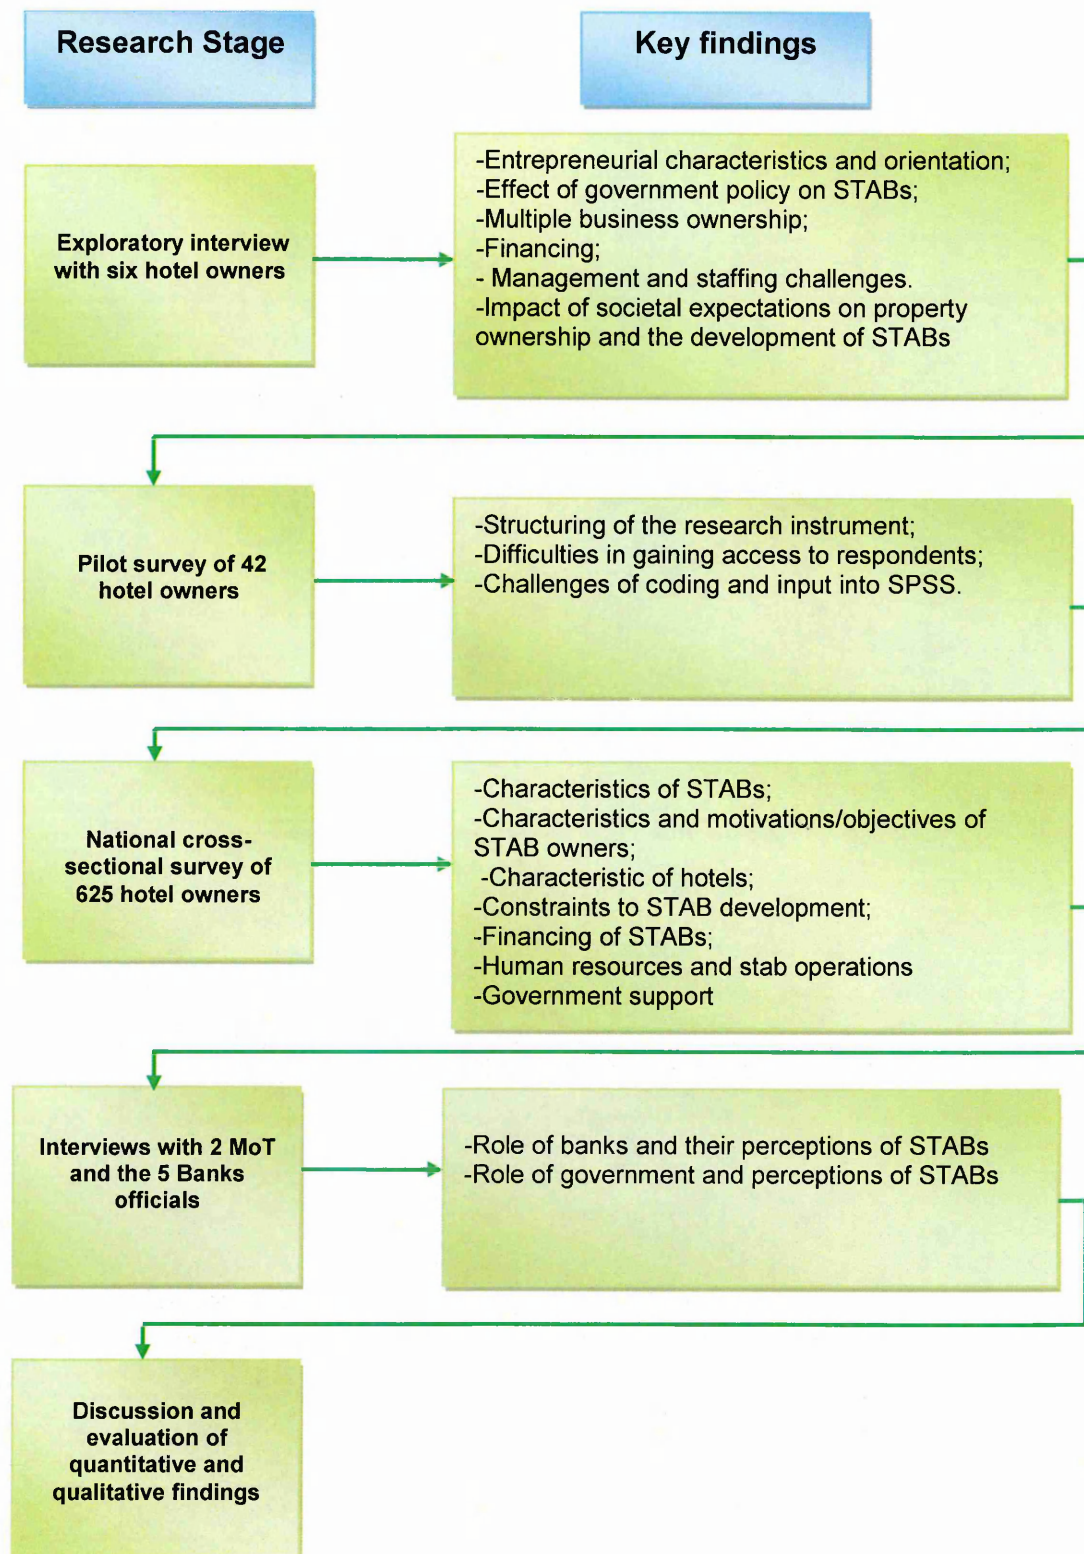 Research Stage
Key findings
Exploratory interview
with six hotel owners
-Entrepreneurial characteristics and orientation;
-Effect of government policy on STABs;
-Multiple business ownership;
-Financing;
- Management and staffing challenges.
-Impact of societal expectations on property
ownership and the development of STABs
Pilot survey of 42
hotel owners
-Structuring of the research instrument;
-Difficulties in gaining access to respondents;
-Challenges of coding and input into SPSS.
National cross-
sectional survey of
625 hotel owners
-Characteristics of STABs;
-Characteristics and motivations/objectives of
STAB owners;
-Characteristic of hotels;
-Constraints to STAB development;
-Financing of STABs;
-Human resources and stab operations
-Government support
Interviews with 2 MoT
and the 5 Banks
officials
-Role of banks and their perceptions of STABs
-Role of government and perceptions of STABs
Discussion and
evaluation of
quantitative and
qualitative findings